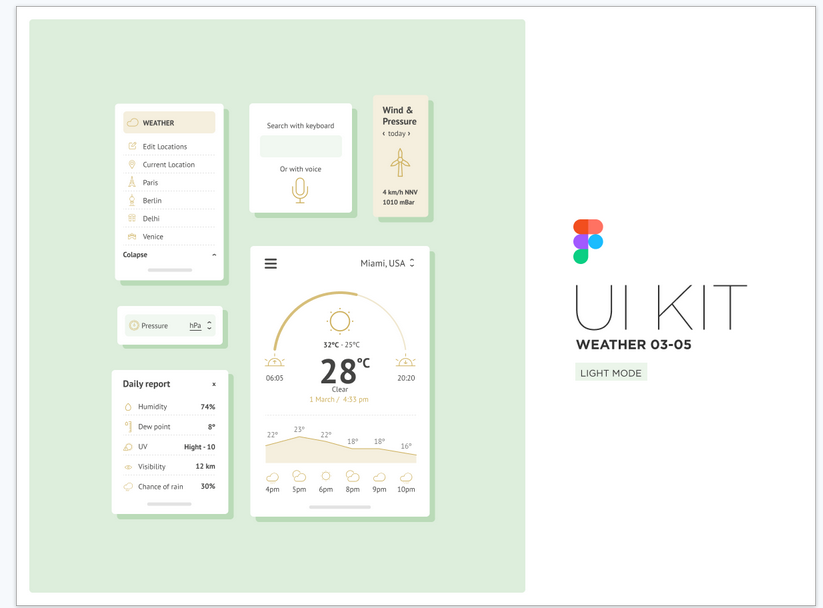 WEATHER
Edit Locations
Current Location
Paris
Berlin
Delhi
Venice
Colapse
Search with keyboard
Or with voice
Wind &
Pressure
‹ today ›
4 km/h NNV
1010 mBar
Pressure hPa
Daily report x
Humidity 74%
Dew point 8°
UV Hight - 10
Visibility 12 km
Chance of rain 30%
Miami, USA
32°C - 25°C
28°C
Clear
1 March / 4:33 pm
06:05
20:20
22° 23° 22° 18° 18° 16°
4pm 5pm 6pm 8pm 9pm 10pm
UI KIT
WEATHER 03-05
LIGHT MODE